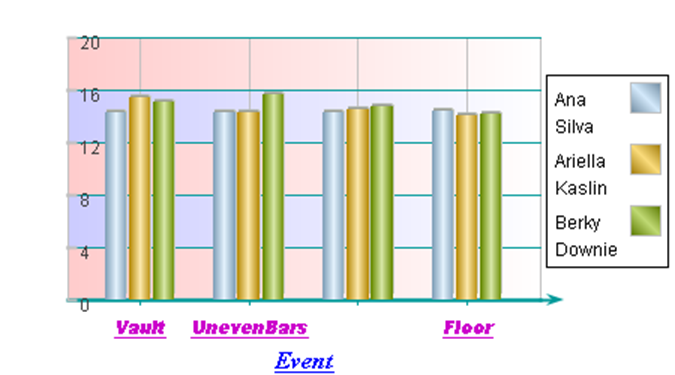 20
16
12
8
4
0
Vault UnevenBars Floor
Event
Ana
Silva
Ariella
Kaslin
Berky
Downie